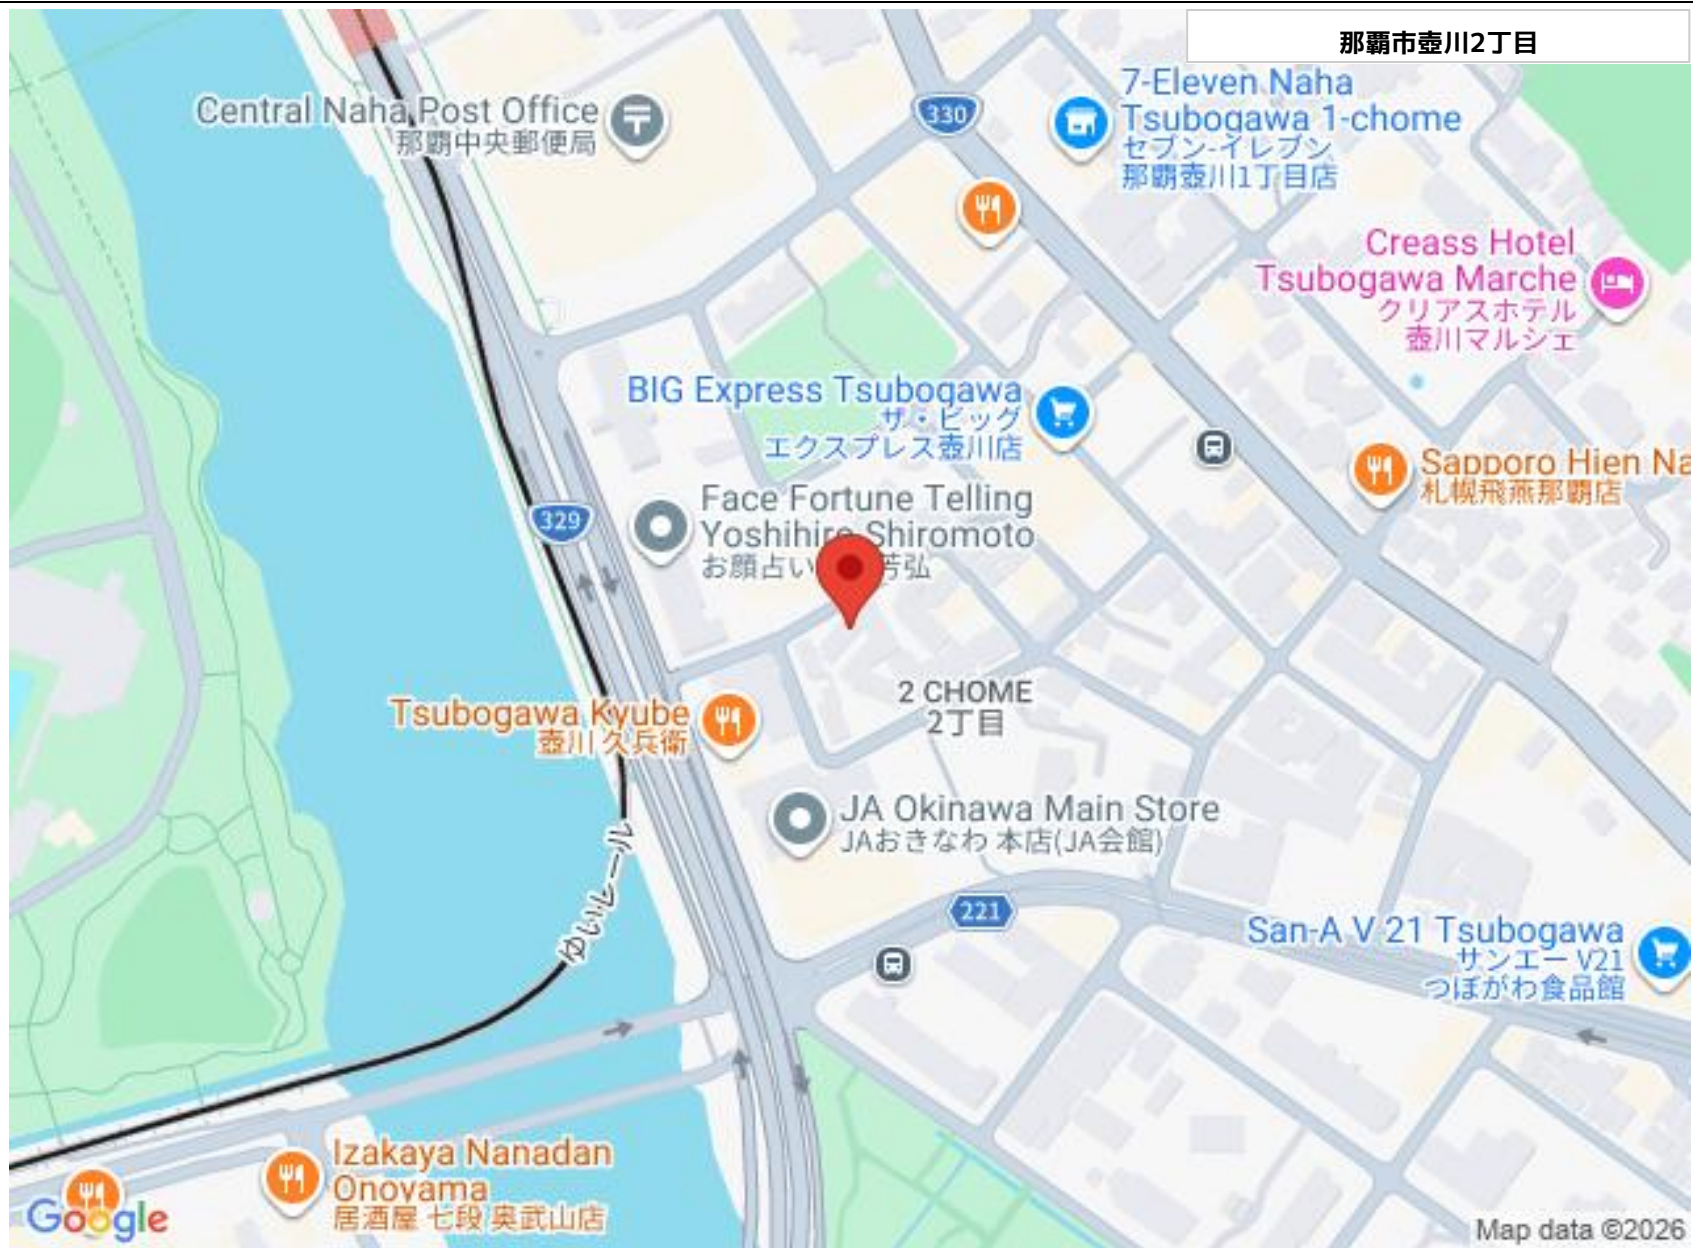 那覇市壺川2丁目
7-Eleven Naha
Tsubogawa 1-chome
セブン-イレブン
那覇壺川1丁目店
330
Central Naha Post Office
那覇中央郵便局
Creass Hotel
Tsubogawa Marche
クリアスホテル
壺川マルシェ
BIG Express Tsubogawa
ザ・ビッグ
エクスプレス壺川店
Sapporo Hien Na
札幌飛燕那覇店
Face Fortune Telling
Yoshihiro Shiromoto
お顔占い 芳弘
329
2 CHOME
2丁目
Tsubogawa Kyube
壺川 久兵衛
JA Okinawa Main Store
JAおきなわ 本店(JA会館)
ゆいレール
221
San-A V 21 Tsubogawa
サンエー V21
つぼがわ食品館
Izakaya Nanadan
Onoyama
居酒屋 七段 奥武山店
Google
Map data ©2026